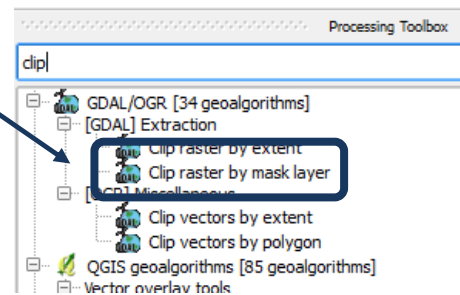 Processing Toolbox
clip
GDAL/OGR [34 geoalgorithms]
[GDAL] Extraction
Clip raster by extent
Clip raster by mask layer
[OGR] Miscellaneous
Clip vectors by extent
Clip vectors by polygon
QGIS geoalgorithms [85 geoalgorithms]
Vector overlay tools